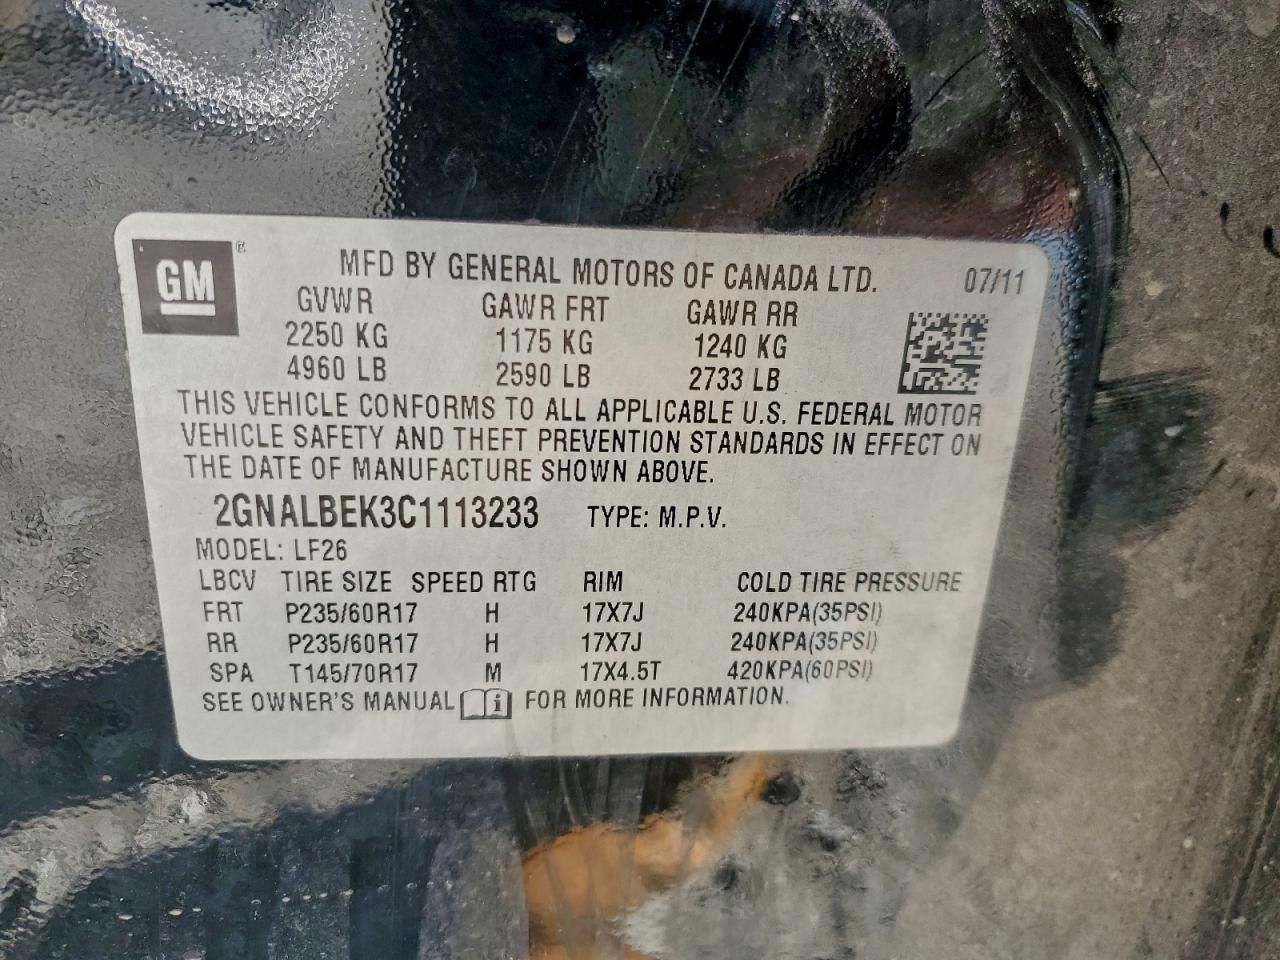 GM
MFD BY GENERAL MOTORS OF CANADA LTD. 07/11
GVWR GAWR FRT GAWR RR
2250 KG 1175 KG 1240 KG
4960 LB 2590 LB 2733 LB
THIS VEHICLE CONFORMS TO ALL APPLICABLE U.S. FEDERAL MOTOR
VEHICLE SAFETY AND THEFT PREVENTION STANDARDS IN EFFECT ON
THE DATE OF MANUFACTURE SHOWN ABOVE.
2GNALBEK3C1113233 TYPE: M.P.V.
MODEL: LF26
LBCV TIRE SIZE SPEED RTG RIM COLD TIRE PRESSURE
FRT P235/60R17 H 17X7J 240KPA(35PSI)
RR P235/60R17 H 17X7J 240KPA(35PSI)
SPA T145/70R17 M 17X4.5T 420KPA(60PSI)
SEE OWNER'S MANUAL i FOR MORE INFORMATION.